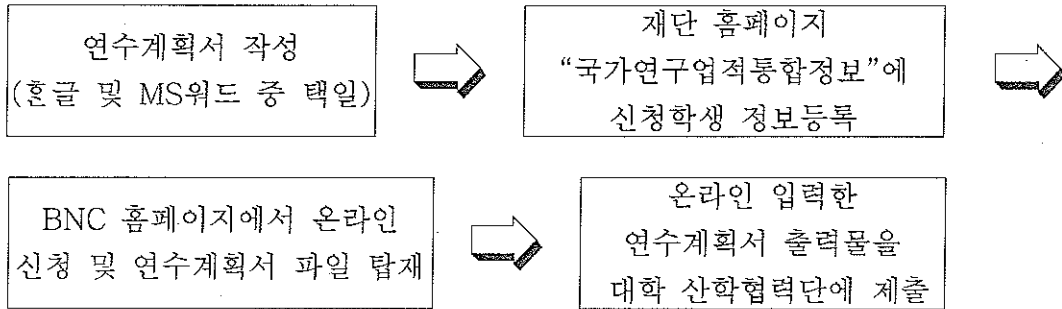 연수계획서 작성
(흔글 및 MS워드 중 택일)
재단 홈페이지
“국가연구업적통합정보”에
신청학생 정보등록
BNC 홈페이지에서 온라인
신청 및 연수계획서 파일 탑재
온라인 입력한
연수계획서 출력물을
대학 산학협력단에 제출